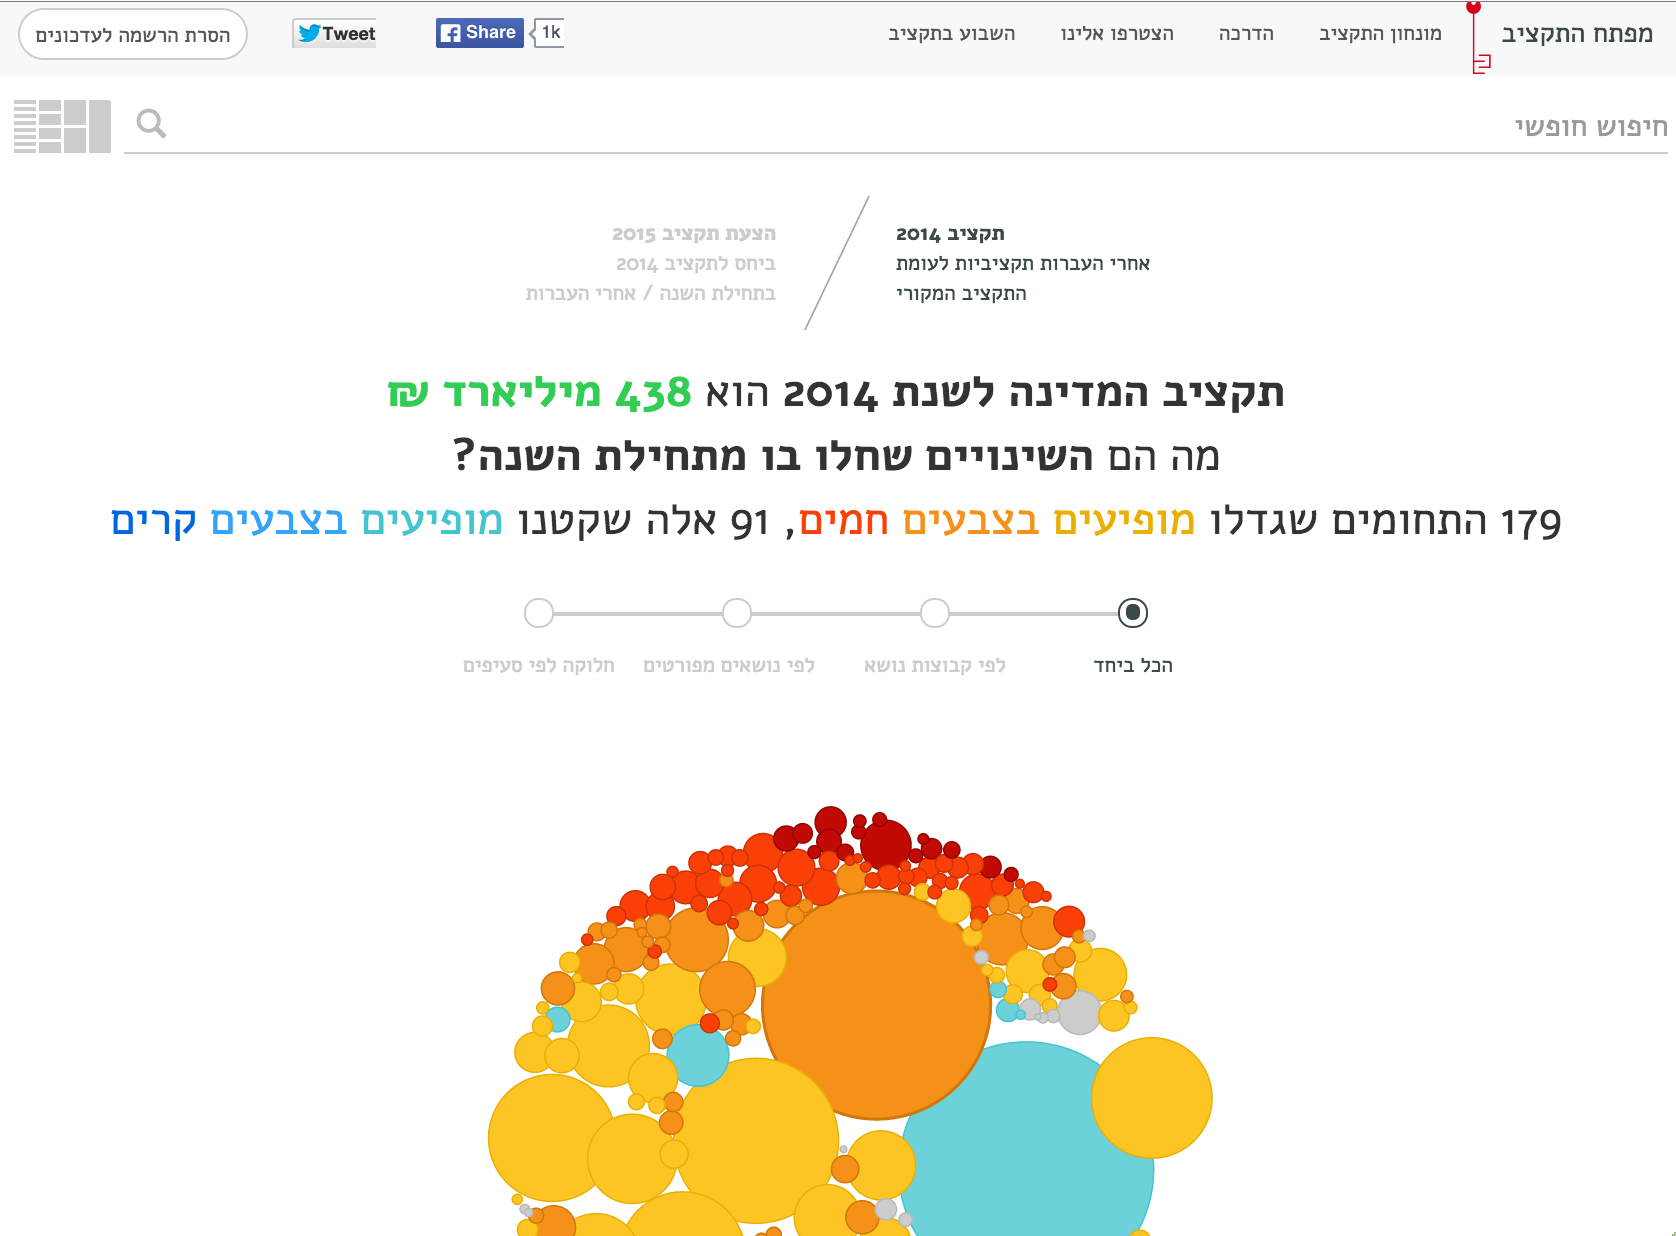 מפתח התקציב
מונחון התקציב
הדרכה
הצטרפו אלינו
השבוע בתקציב
1k
Share
Tweet
הסרת הרשמה לעדכונים
חיפוש חופשי
תקציב 2014
אחרי העברות תקציביות לעומת
התקציב המקורי
הצעת תקציב 2015
ביחס לתקציב 2014
בתחילת השנה / אחרי העברות
תקציב המדינה לשנת 2014 הוא 438 מיליארד ₪
מה הם השינויים שחלו בו מתחילת השנה?
179 התחומים שגדלו מופיעים בצבעים חמים, 91 אלה שקטנו מופיעים בצבעים קרים
הכל ביחד
לפי קבוצות נושא
לפי נושאים מפורטים
חלוקה לפי סעיפים